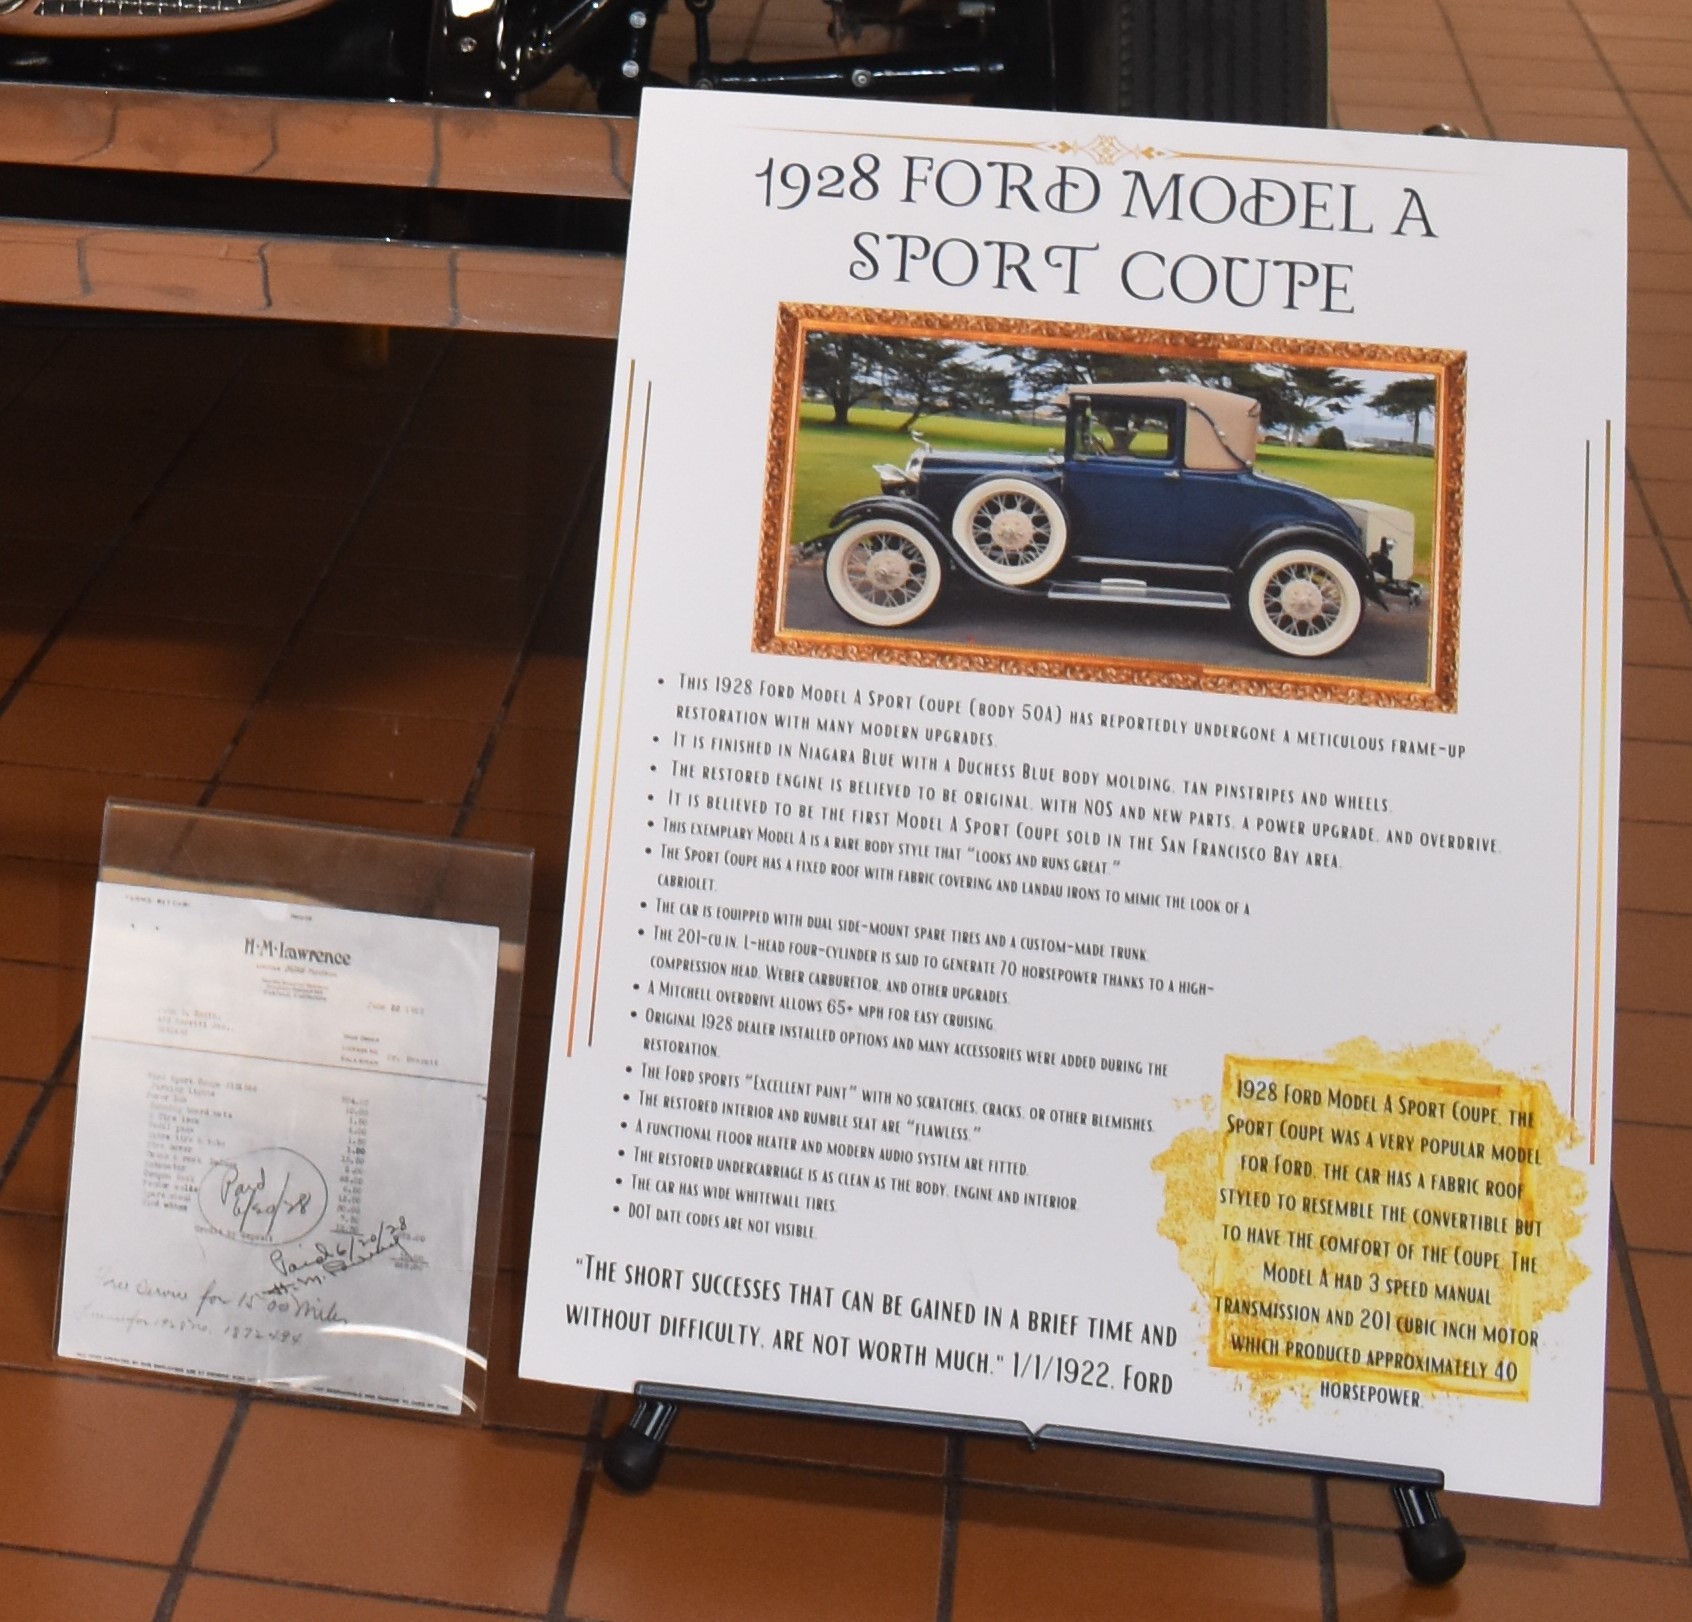 1928 FORD MODEL A
SPORT COUPE
• THIS 1928 FORD MODEL A SPORT COUPE (BODY 50A) HAS REPORTEDLY UNDERGONE A METICULOUS FRAME-UP
RESTORATION WITH MANY MODERN UPGRADES.
• IT IS FINISHED IN NIAGARA BLUE WITH A DUCHESS BLUE BODY MOLDING, TAN PINSTRIPES AND WHEELS.
• THE RESTORED ENGINE IS BELIEVED TO BE ORIGINAL, WITH NOS AND NEW PARTS, A POWER UPGRADE, AND OVERDRIVE.
• IT IS BELIEVED TO BE THE FIRST MODEL A SPORT COUPE SOLD IN THE SAN FRANCISCO BAY AREA.
• THIS EXEMPLARY MODEL A IS A RARE BODY STYLE THAT "LOOKS AND RUNS GREAT."
• THE SPORT COUPE HAS A FIXED ROOF WITH FABRIC COVERING AND LANDAU IRONS TO MIMIC THE LOOK OF A
CABRIOLET.
• THE CAR IS EQUIPPED WITH DUAL SIDE-MOUNT SPARE TIRES AND A CUSTOM-MADE TRUNK.
• THE 201-CU.IN. L-HEAD FOUR-CYLINDER IS SAID TO GENERATE 70 HORSEPOWER THANKS TO A HIGH-
COMPRESSION HEAD, WEBER CARBURETOR, AND OTHER UPGRADES.
• A MITCHELL OVERDRIVE ALLOWS 65+ MPH FOR EASY CRUISING.
• ORIGINAL 1928 DEALER INSTALLED OPTIONS AND MANY ACCESSORIES WERE ADDED DURING THE
RESTORATION.
• THE FORD SPORTS "EXCELLENT PAINT" WITH NO SCRATCHES, CRACKS, OR OTHER BLEMISHES.
• THE RESTORED INTERIOR AND RUMBLE SEAT ARE "FLAWLESS."
• A FUNCTIONAL FLOOR HEATER AND MODERN AUDIO SYSTEM ARE FITTED.
• THE RESTORED UNDERCARRIAGE IS AS CLEAN AS THE BODY, ENGINE AND INTERIOR.
• THE CAR HAS WIDE WHITEWALL TIRES.
• DOT DATE CODES ARE NOT VISIBLE.
"THE SHORT SUCCESSES THAT CAN BE GAINED IN A BRIEF TIME AND
WITHOUT DIFFICULTY, ARE NOT WORTH MUCH." 1/1/1922, FORD
1928 FORD MODEL A SPORT COUPE, THE
SPORT COUPE WAS A VERY POPULAR MODEL
FOR FORD. THE CAR HAS A FABRIC ROOF
STYLED TO RESEMBLE THE CONVERTIBLE BUT
TO HAVE THE COMFORT OF THE COUPE. THE
MODEL A HAD 3 SPEED MANUAL
TRANSMISSION AND 201 CUBIC INCH MOTOR
WHICH PRODUCED APPROXIMATELY 40
HORSEPOWER.
H·M·Lawrence
Paid
6/20/28
Paid 6/20/28
Free Service for 1500 Miles